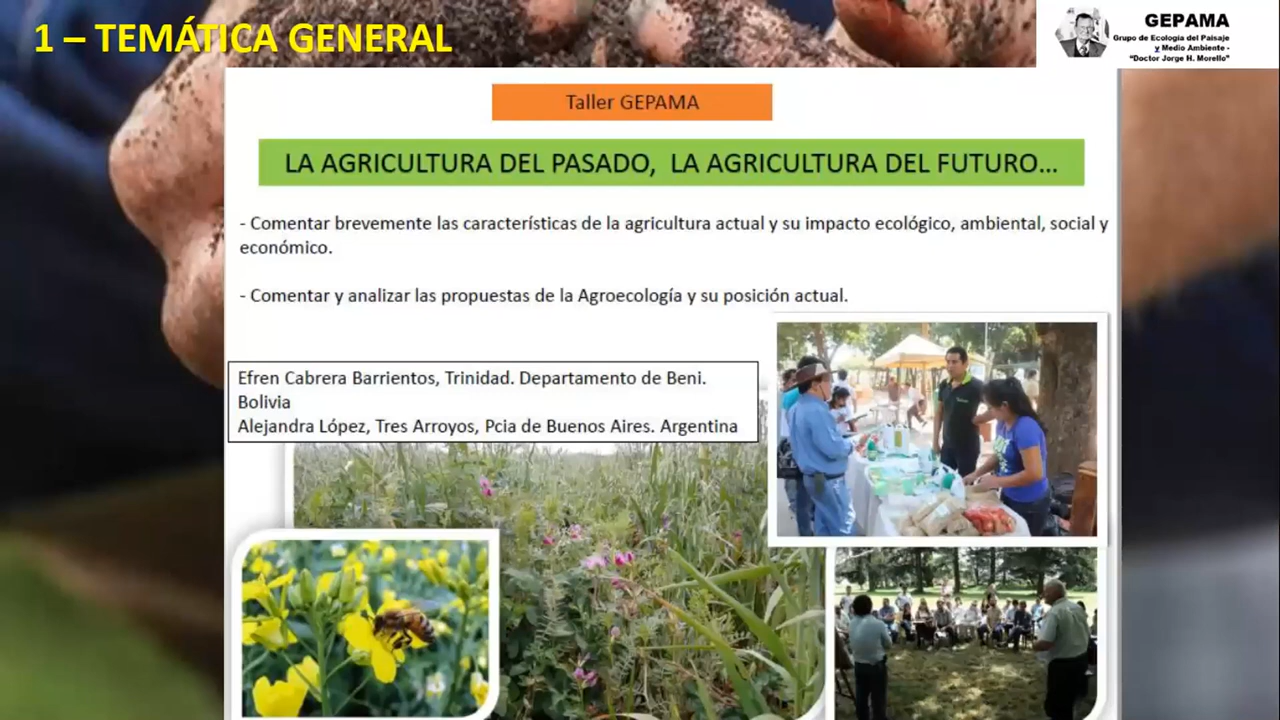 1 – TEMÁTICA GENERAL
GEPAMA
Grupo de Ecología del Paisaje
y Medio Ambiente -
“Doctor Jorge H. Morello”
Taller GEPAMA
LA AGRICULTURA DEL PASADO, LA AGRICULTURA DEL FUTURO...
- Comentar brevemente las características de la agricultura actual y su impacto ecológico, ambiental, social y
económico.
- Comentar y analizar las propuestas de la Agroecología y su posición actual.
Efren Cabrera Barrientos, Trinidad. Departamento de Beni.
Bolivia
Alejandra López, Tres Arroyos, Pcia de Buenos Aires. Argentina